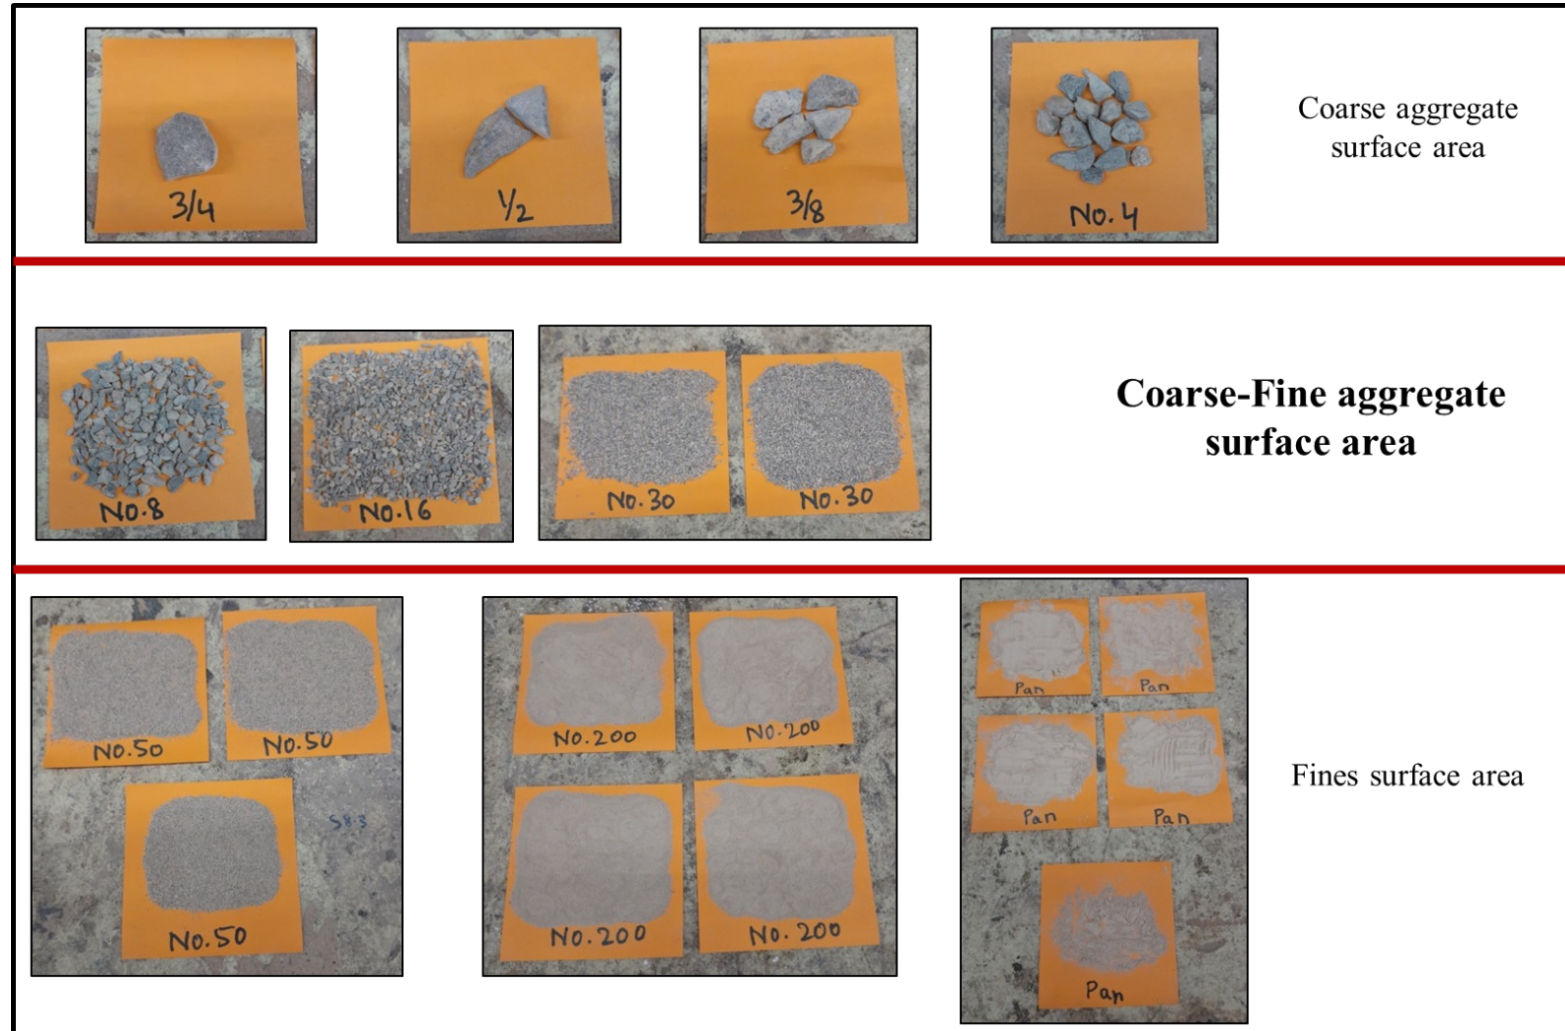 3/4
1/2
3/8
No.4
Coarse aggregate
surface area
No.8
No.16
No.30
No.30
Coarse-Fine aggregate
surface area
No.50
No.50
No.50
58.3
No.200
No.200
No.200
No.200
Pan
Pan
Pan
Pan
Pan
Fines surface area